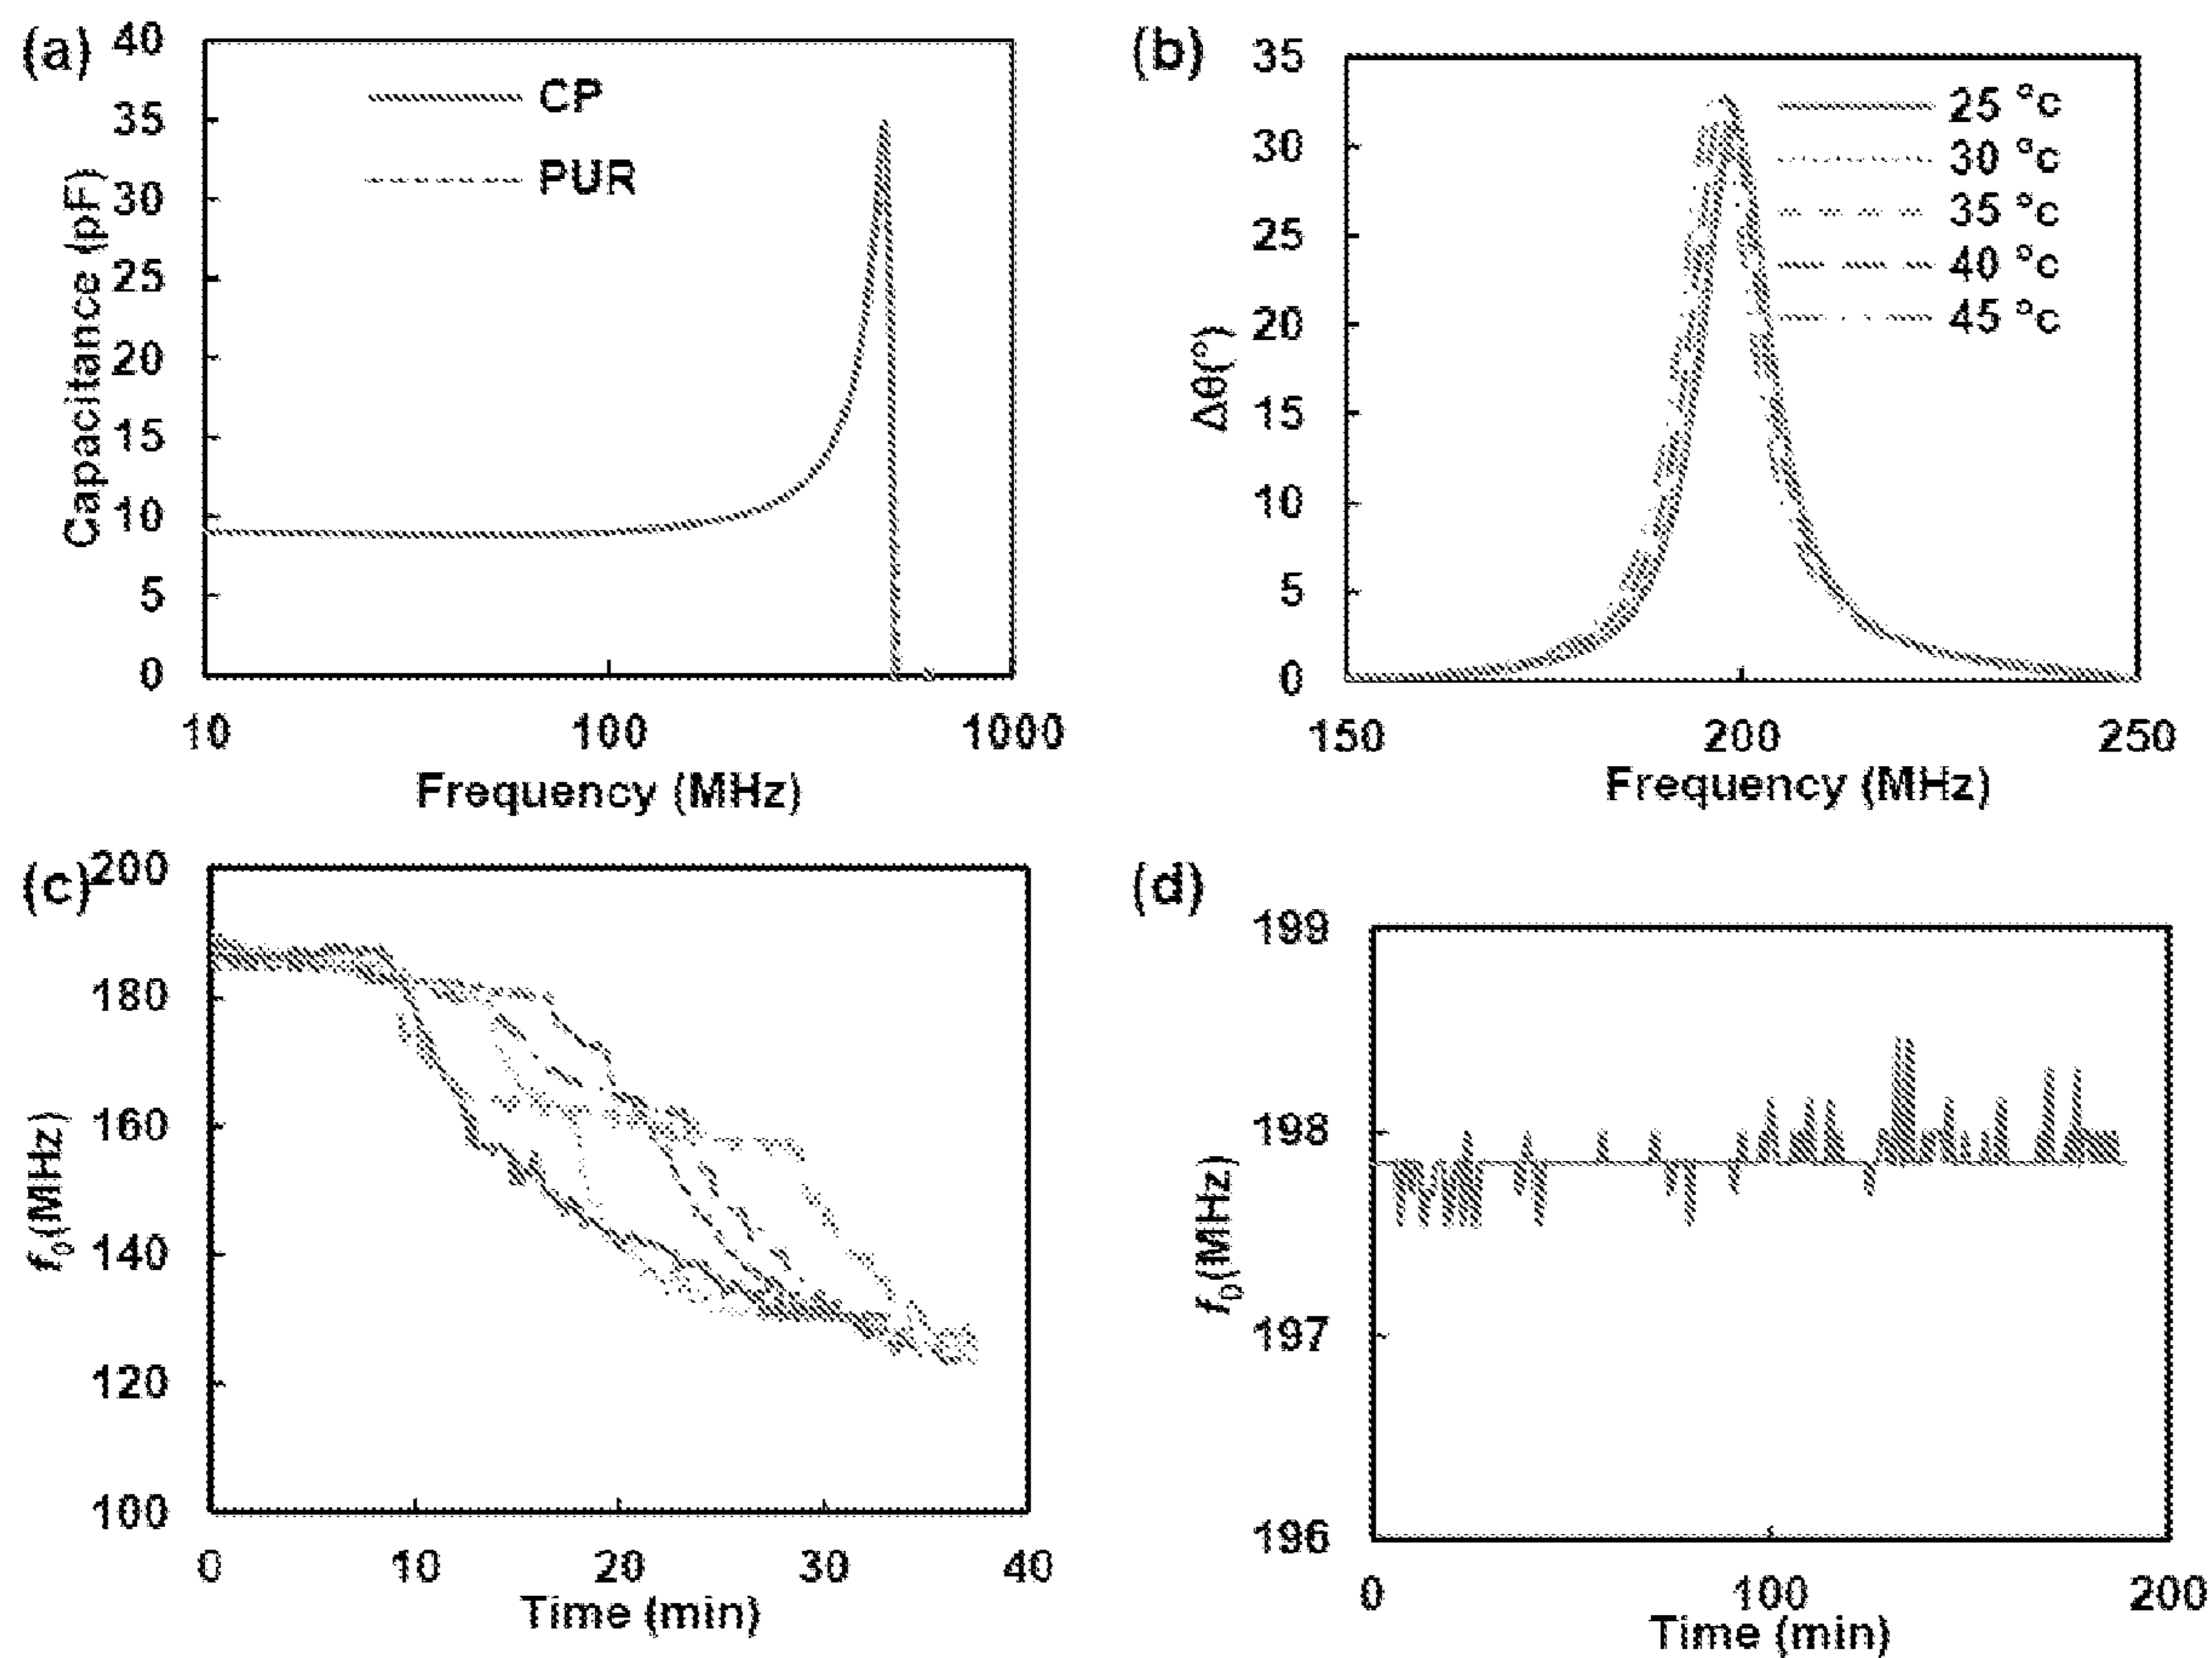 (a)
40
35
30
25
20
15
10
5
0
Capacitance (pF)
CP
PUR
10 100 1000
Frequency (MHz)
(b)
35
30
25
20
15
10
5
0
Δθ(°)
25 °c
30 °c
35 °c
40 °c
45 °c
150 200 250
Frequency (MHz)
(c)
200
180
160
140
120
100
f0(MHz)
0 10 20 30 40
Time (min)
(d)
199
198
197
196
f0(MHz)
0 100 200
Time (min)